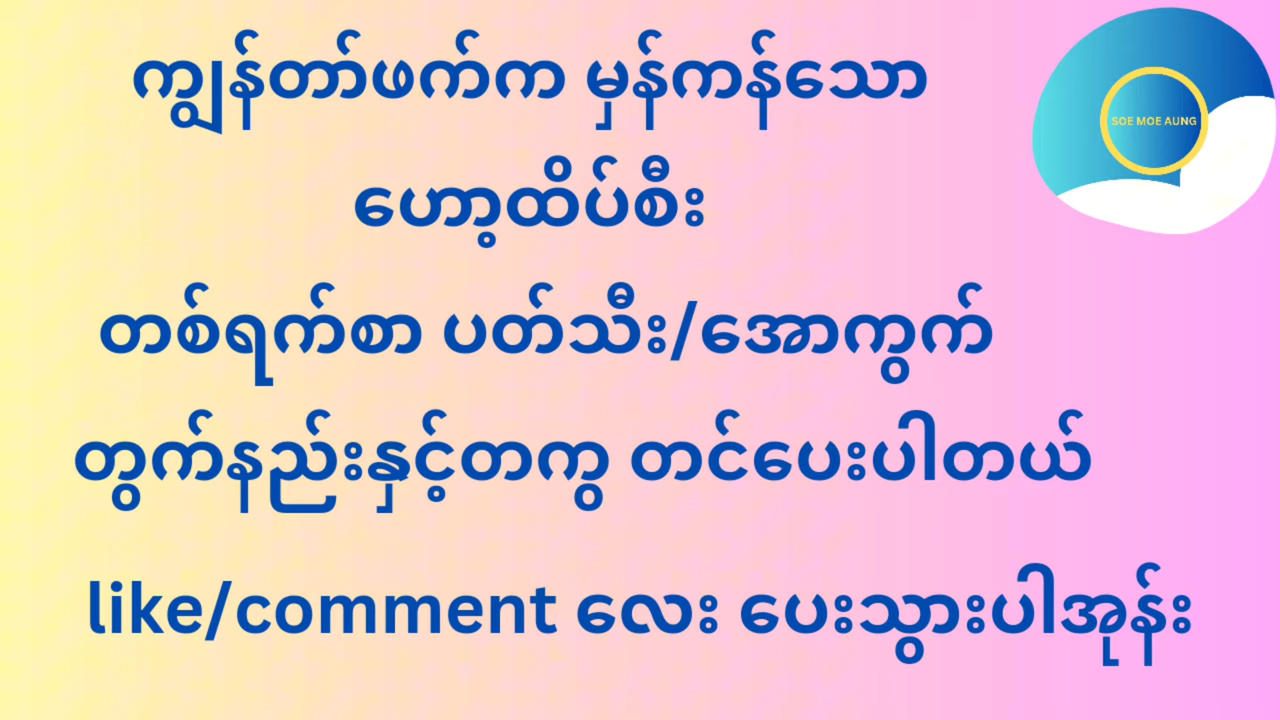 ကျွန်တာ်ဖက်က မှန်ကန်သော
ဟော့ထိပ်စီး
တစ်ရက်စာ ပတ်သီး/အောကွက်
တွက်နည်းနှင့်တကွ တင်ပေးပါတယ်
like/comment လေး ပေးသွားပါအုန်း
SOE MOE AUNG